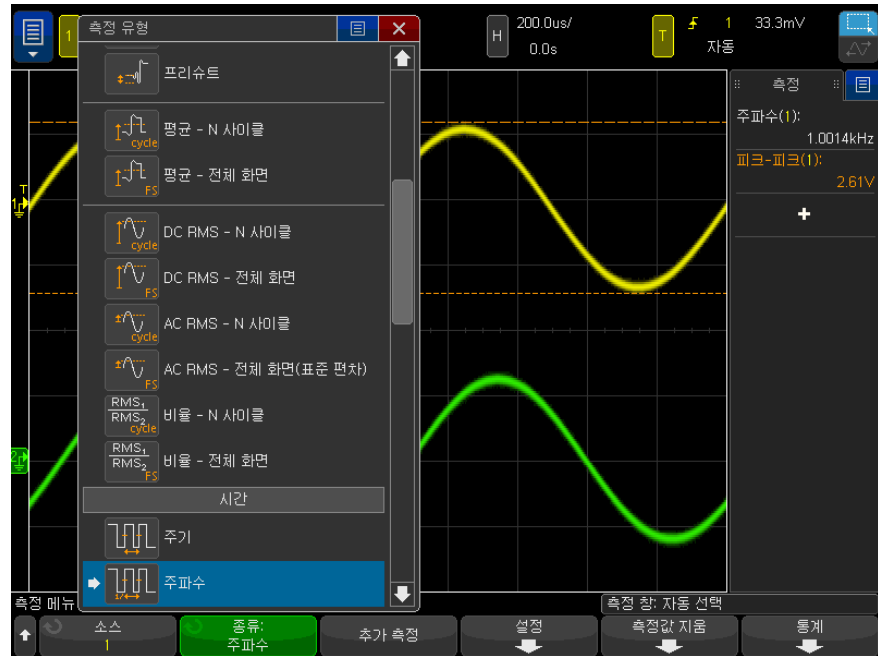 1
측정 유형
H
200.0us/
0.0s
T
1
33.3mV
자동
프리슈트
cycle
평균 - N 사이클
FS
평균 - 전체 화면
cycle
DC RMS - N 사이클
FS
DC RMS - 전체 화면
cycle
AC RMS - N 사이클
FS
AC RMS - 전체 화면(표준 편차)
RMS1
RMS2
cycle
비율 - N 사이클
RMS1
RMS2
FS
비율 - 전체 화면
시간
주기
1/
주파수
T
1
2
측정
주파수(1):
1.0014kHz
피크-피크(1):
2.61V
+
측정 메뉴
측정 창: 자동 선택
소스
1
종류:
주파수
추가 측정
설정
측정값 지움
통계